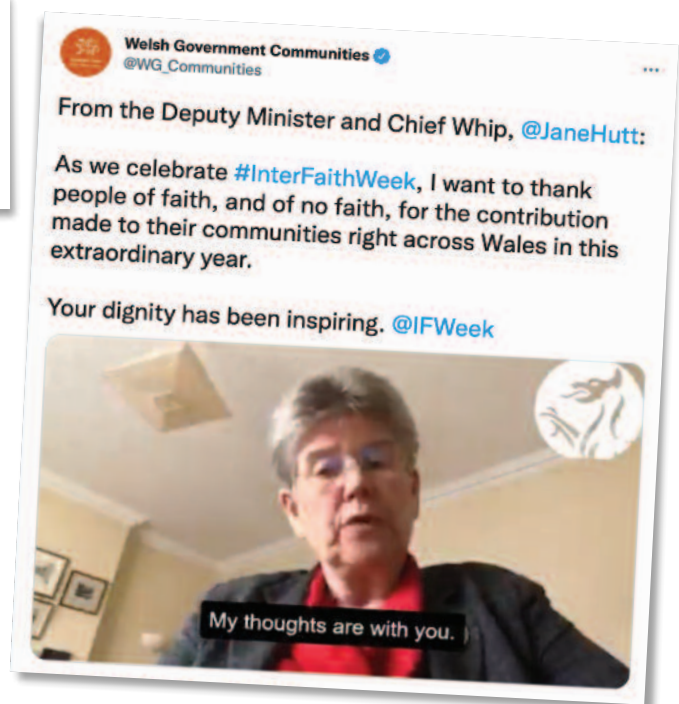 Welsh Government Communities
@WG_Communities
From the Deputy Minister and Chief Whip, @JaneHutt:
As we celebrate #InterFaithWeek, I want to thank
people of faith, and of no faith, for the contribution
made to their communities right across Wales in this
extraordinary year.
Your dignity has been inspiring. @IFWeek
My thoughts are with you.